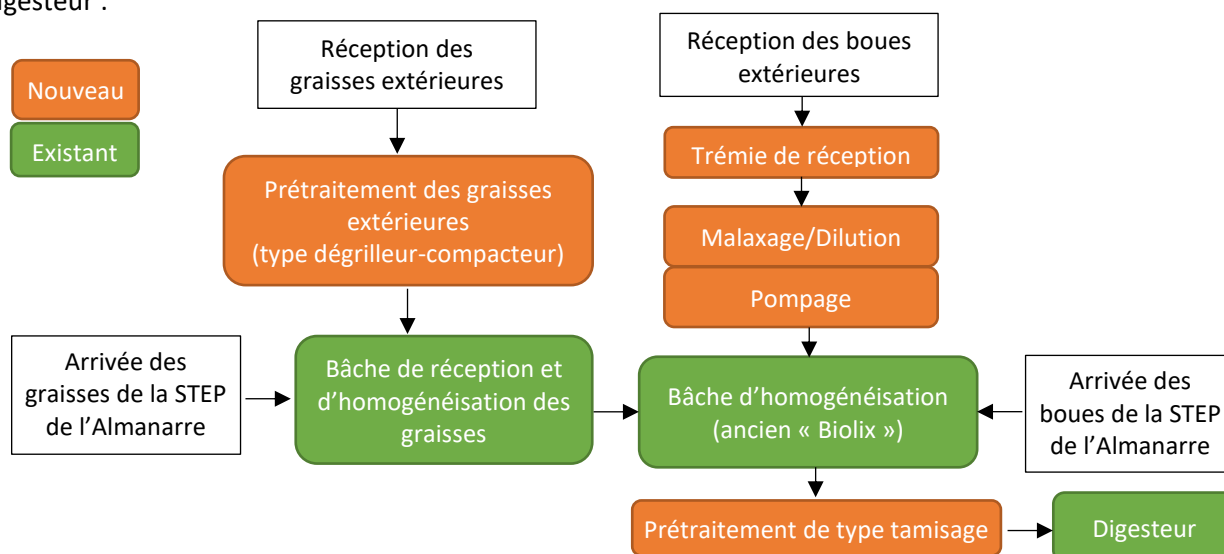 igesteur :
Nouveau
Existant
Réception des
graisses extérieures
Réception des boues
extérieures
Prétraitement des graisses
extérieures
(type dégrilleur-compacteur)
Trémie de réception
Malaxage/Dilution
Pompage
Arrivée des
graisses de la STEP
de l’Almanarre
Bâche de réception et
d’homogénéisation des
graisses
Bâche d’homogénéisation
(ancien « Biolix »)
Arrivée des
boues de la STEP
de l’Almanarre
Prétraitement de type tamisage
Digesteur